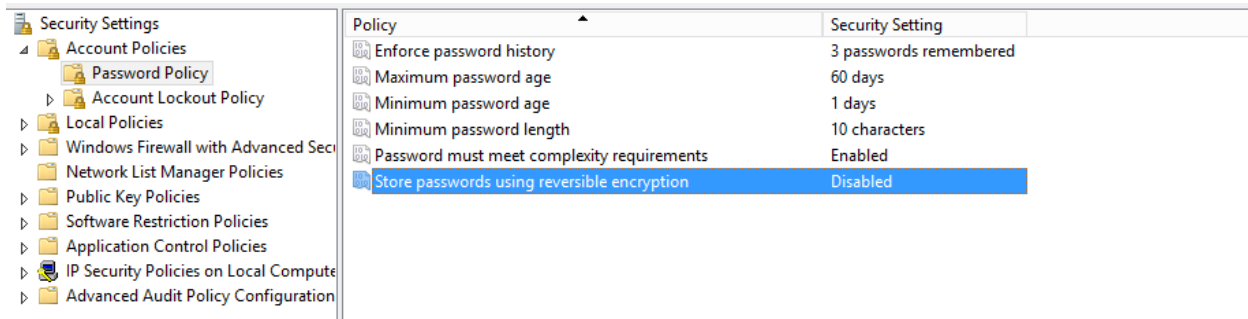 Security Settings
Account Policies
Password Policy
Account Lockout Policy
Local Policies
Windows Firewall with Advanced Secu
Network List Manager Policies
Public Key Policies
Software Restriction Policies
Application Control Policies
IP Security Policies on Local Compute
Advanced Audit Policy Configuration
Policy Security Setting
Enforce password history 3 passwords remembered
Maximum password age 60 days
Minimum password age 1 days
Minimum password length 10 characters
Password must meet complexity requirements Enabled
Store passwords using reversible encryption Disabled